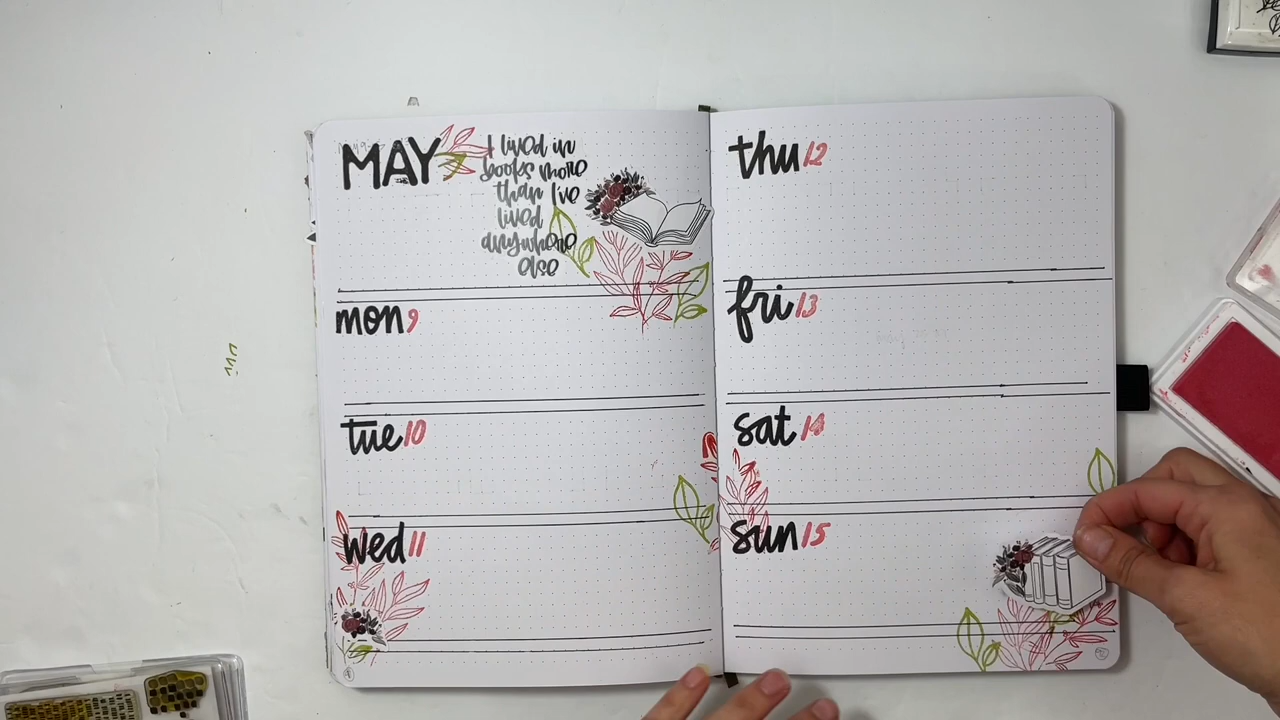 MAY
I lived in
books more
than I've
lived
anywhere
else
mon 9
tue 10
wed 11
thu 12
fri 13
sat 14
sun 15